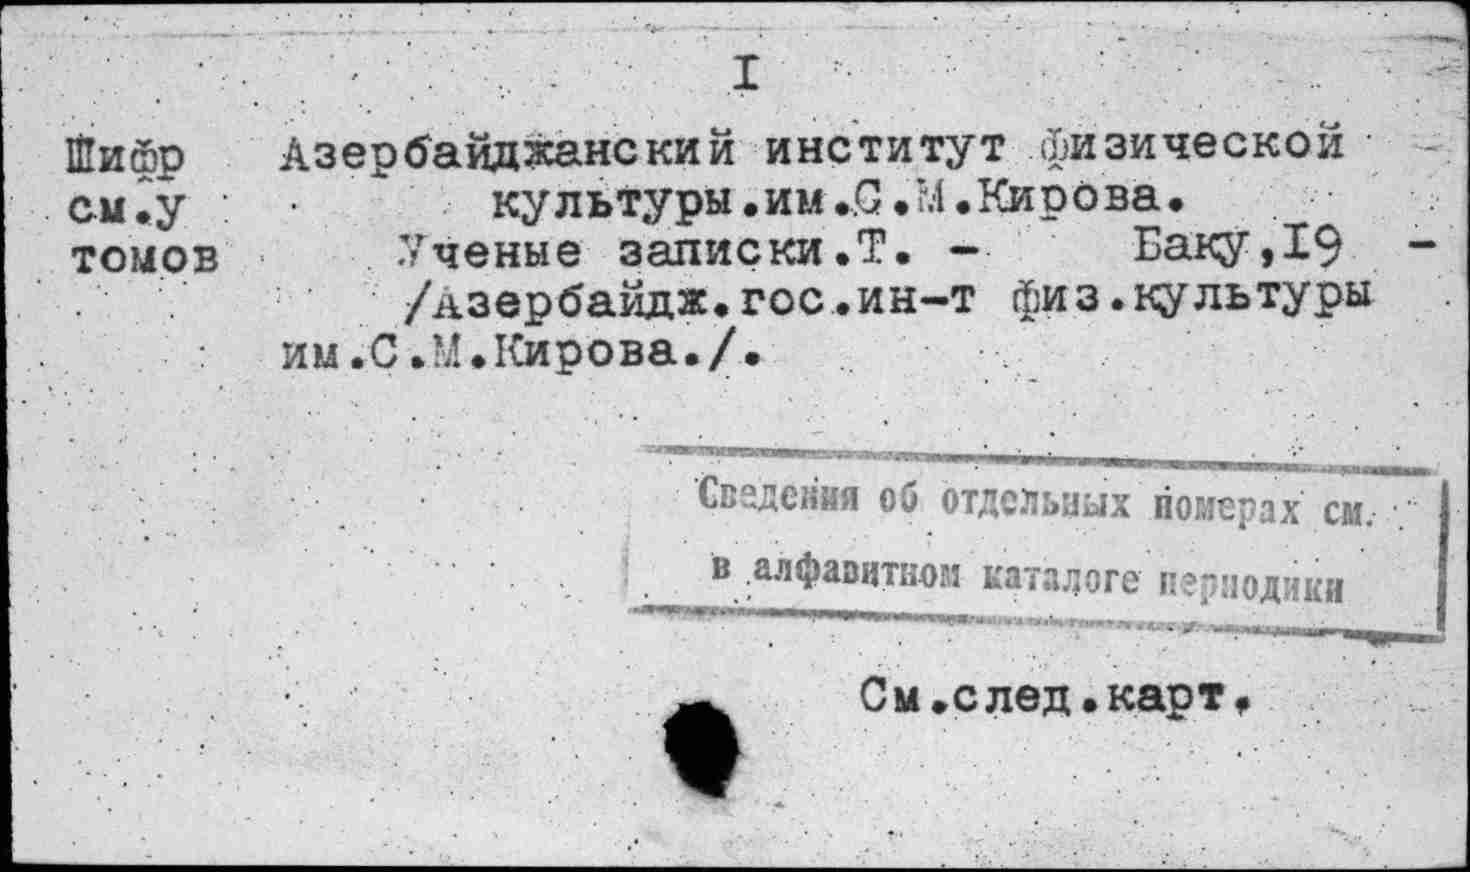 I
Шифр Азербайджанский институт физической
см.у культуры.им.С.М.Кирова.
томов Ученые записки.Т. - Баку,19 -
/Азербайдж.гос.ин-т физ.культуры
им.С.М.Кирова./.
Сведения об отдельных номерах см.
в алфавитном каталоге периодики
См.след.карт.